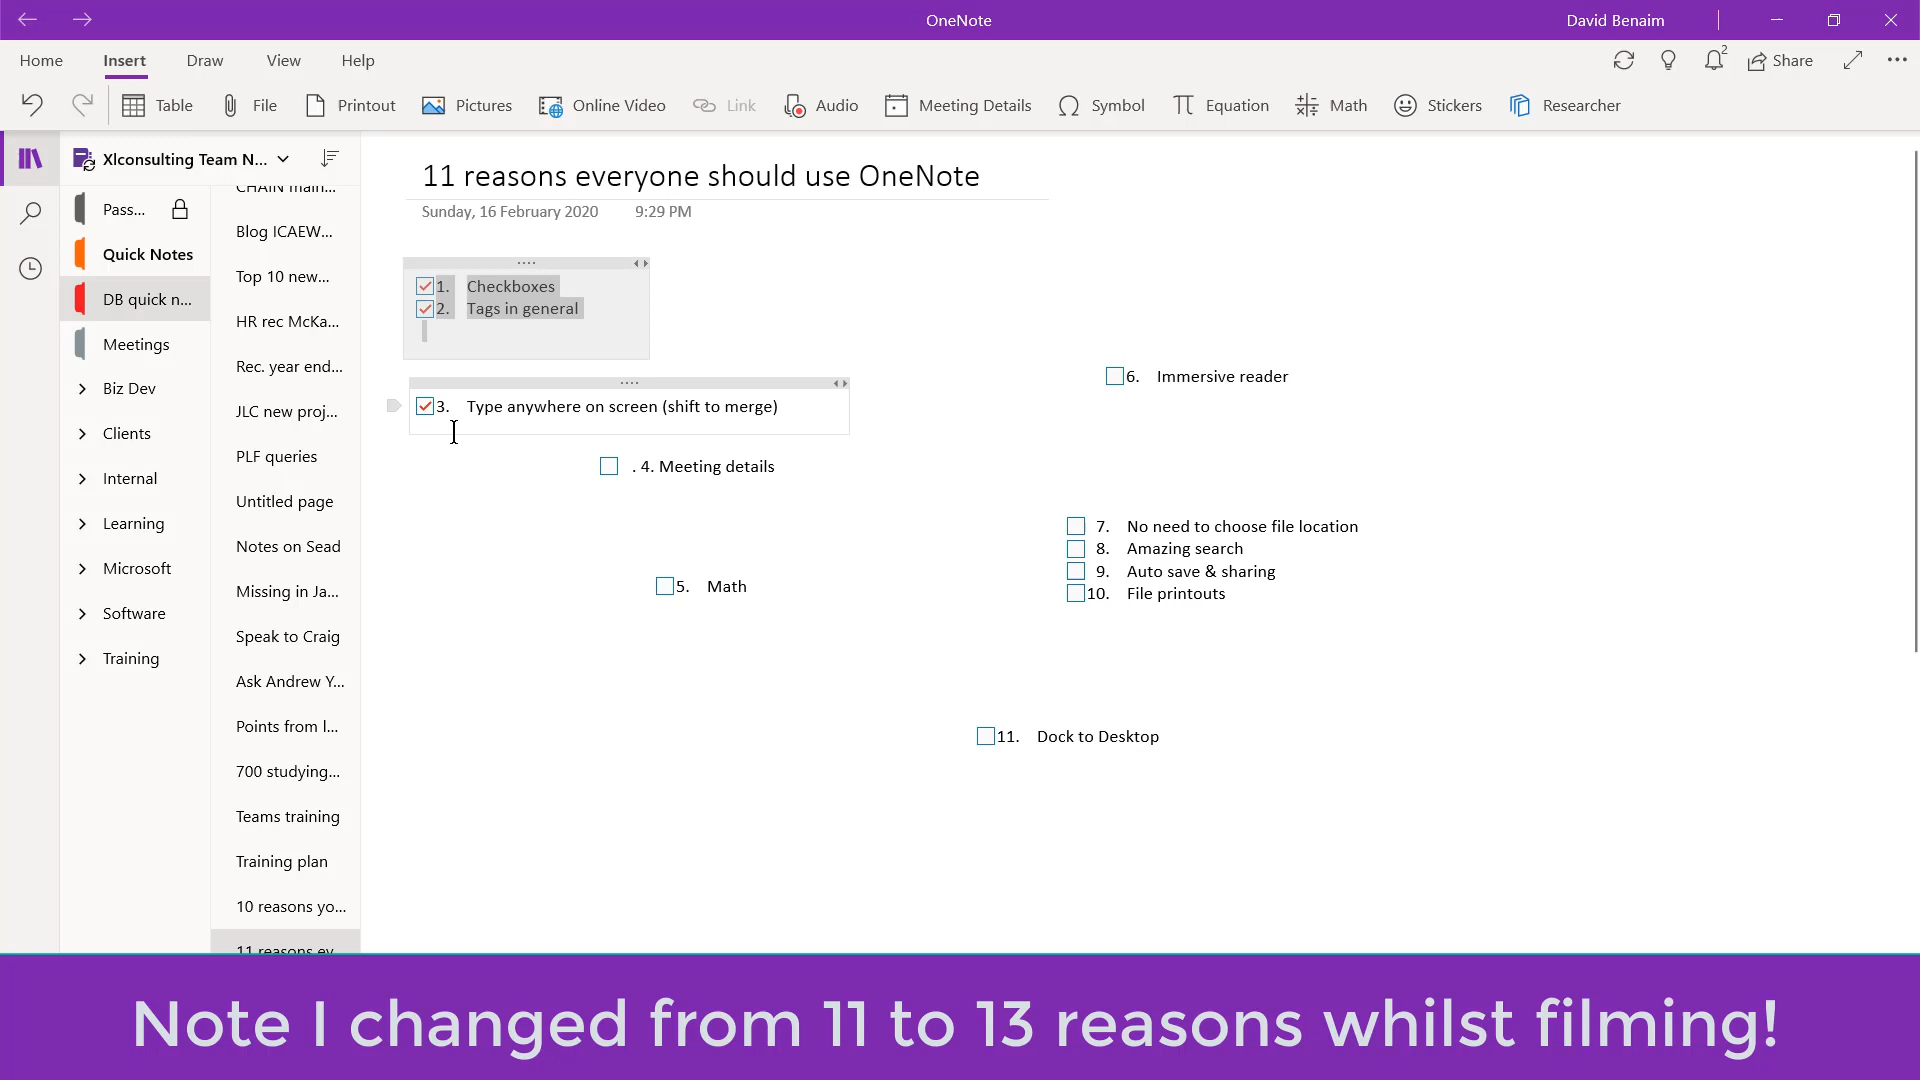 OneNote
David Benaim
Home
Insert
Draw
View
Help
2
Share
Table
File
Printout
Pictures
Online Video
Link
Audio
Meeting Details
Symbol
Equation
Math
Stickers
Researcher
Xlconsulting Team N...
Pass...
Quick Notes
DB quick n...
Meetings
Biz Dev
Clients
Internal
Learning
Microsoft
Software
Training
CHAIN main...
Blog ICAEW...
Top 10 new...
HR rec McKa...
Rec. year end...
JLC new proj...
PLF queries
Untitled page
Notes on Sead
Missing in Ja...
Speak to Craig
Ask Andrew Y...
Points from l...
700 studying...
Teams training
Training plan
10 reasons yo...
11 reasons ev...
11 reasons everyone should use OneNote
Sunday, 16 February 2020 9:29 PM
1. Checkboxes
2. Tags in general
3. Type anywhere on screen (shift to merge)
. 4. Meeting details
5. Math
6. Immersive reader
7. No need to choose file location
8. Amazing search
9. Auto save & sharing
10. File printouts
11. Dock to Desktop
Note I changed from 11 to 13 reasons whilst filming!